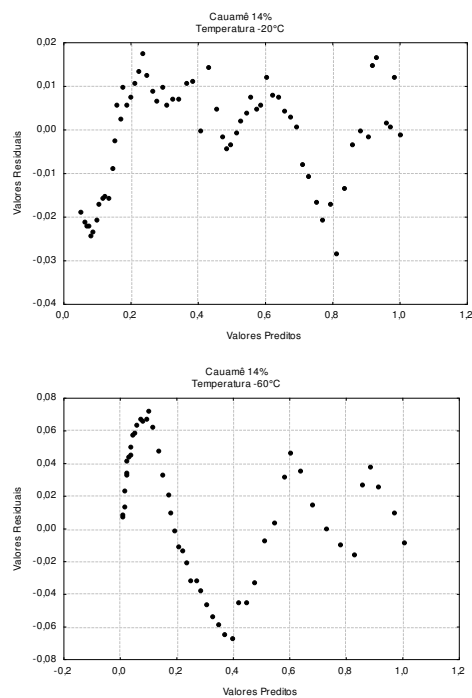 Cauamê 14%
Temperatura -20°C
0,02
0,01
0,00
-0,01
-0,02
-0,03
-0,04
Valores Residuais
0,0 0,2 0,4 0,6 0,8 1,0 1,2
Valores Preditos
Cauamê 14%
Temperatura -60°C
0,08
0,06
0,04
0,02
0,00
-0,02
-0,04
-0,06
-0,08
Valores Residuais
-0,2 0,0 0,2 0,4 0,6 0,8 1,0 1,2
Valores Preditos